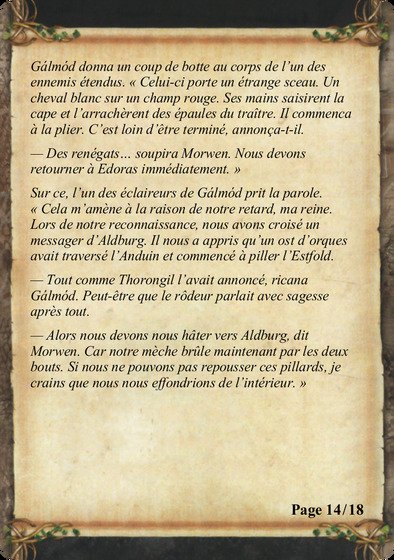 Gálmód donna un coup de botte au corps de l’un des
ennemis étendus. « Celui-ci porte un étrange sceau. Un
cheval blanc sur un champ rouge. Ses mains saisirent la
cape et l’arrachèrent des épaules du traître. Il commença
à la plier. C’est loin d’être terminé, annonça-t-il.
— Des renégats… soupira Morwen. Nous devons
retourner à Edoras immédiatement. »
Sur ce, l’un des éclaireurs de Gálmód prit la parole.
« Cela m’amène à la raison de notre retard, ma reine.
Lors de notre reconnaissance, nous avons croisé un
messager d’Aldburg. Il nous a appris qu’un ost d’orques
avait traversé l’Anduin et commencé à piller l’Estfold.
— Tout comme Thorongil l’avait annoncé, ricana
Gálmód. Peut-être que le rôdeur parlait avec sagesse
après tout.
— Alors nous devons nous hâter vers Aldburg, dit
Morwen. Car notre mèche brûle maintenant par les deux
bouts. Si nous ne pouvons pas repousser ces pillards, je
crains que nous nous effondrions de l’intérieur. »
Page 14/18